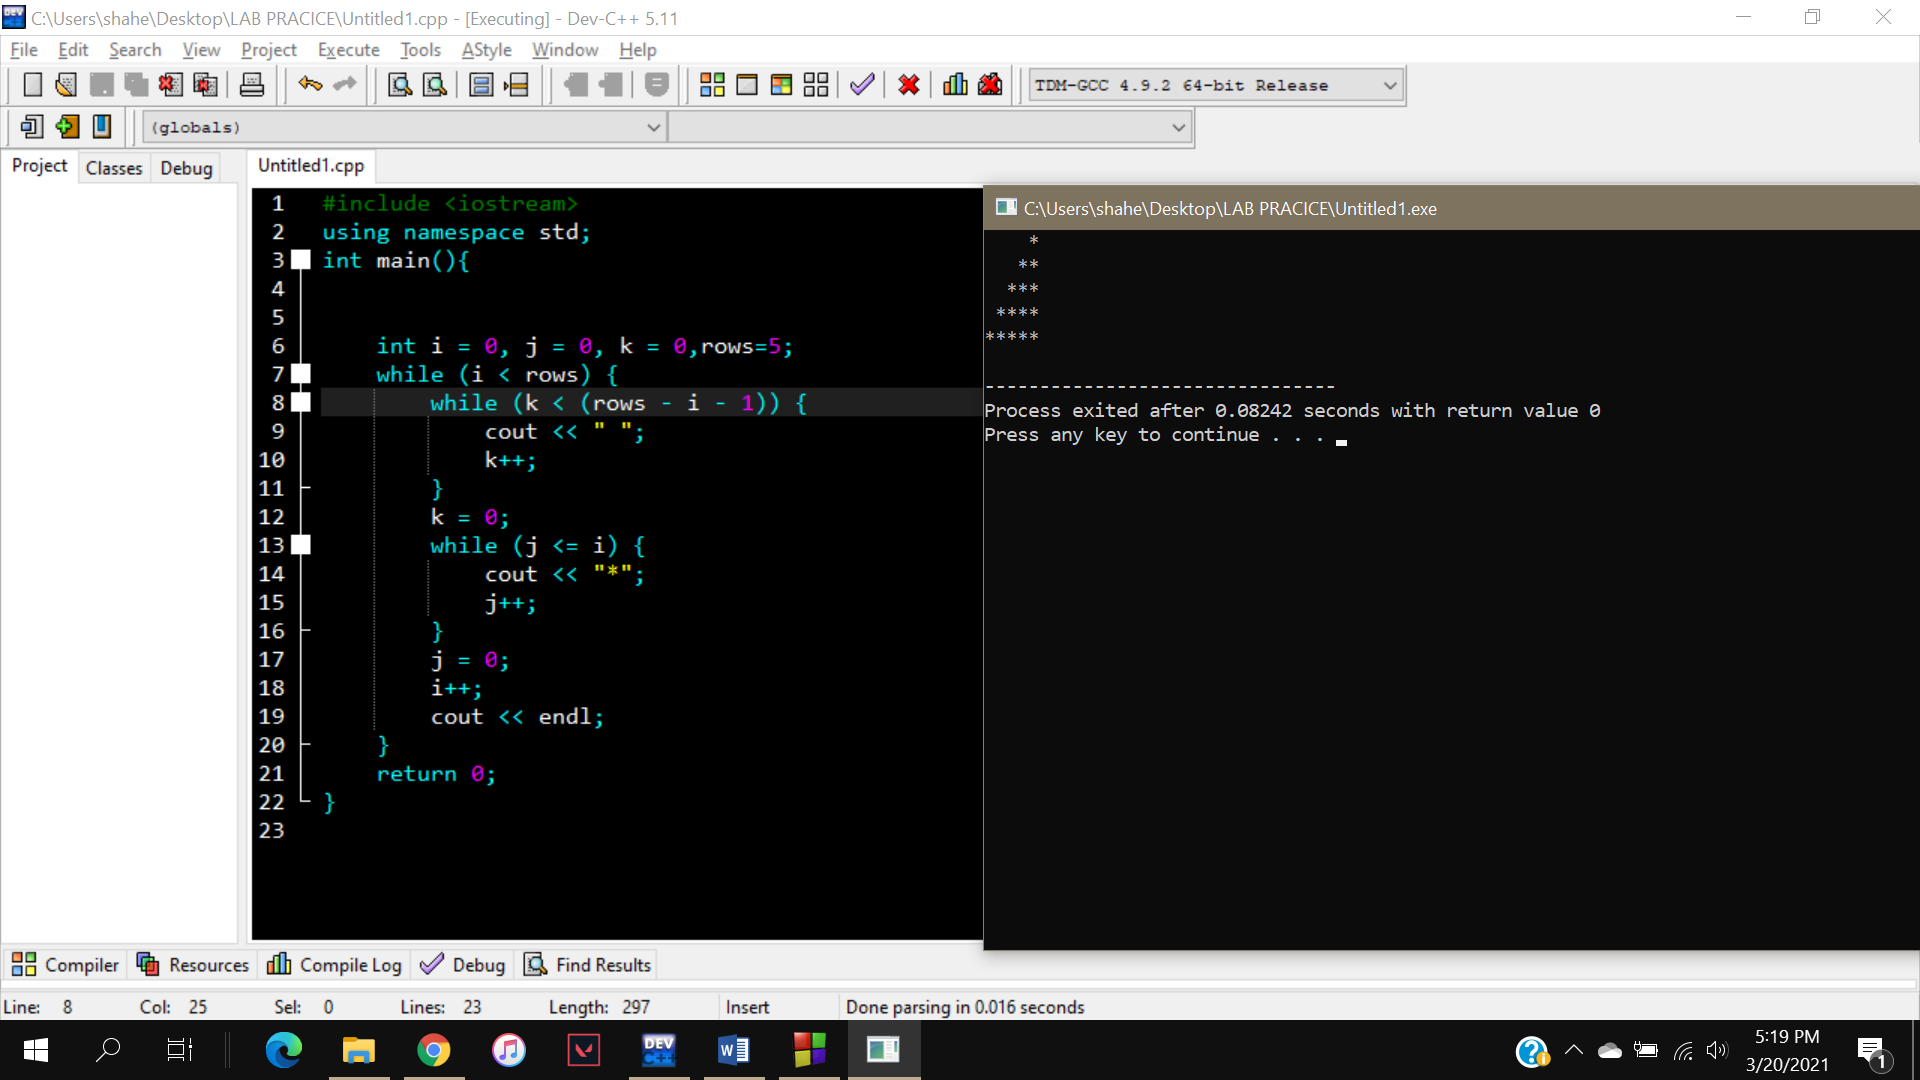 C:\Users\shahe\Desktop\LAB PRACICE\Untitled1.cpp - [Executing] - Dev-C++ 5.11
File Edit Search View Project Execute Tools AStyle Window Help
TDM-GCC 4.9.2 64-bit Release
(globals)
Project Classes Debug
Untitled1.cpp
1 #include <iostream>
2 using namespace std;
3 int main(){
4
5
6 int i = 0, j = 0, k = 0,rows=5;
7 while (i < rows) {
8 while (k < (rows - i - 1)) {
9 cout << " ";
10 k++;
11 }
12 k = 0;
13 while (j <= i) {
14 cout << "*";
15 j++;
16 }
17 j = 0;
18 i++;
19 cout << endl;
20 }
21 return 0;
22 }
23
C:\Users\shahe\Desktop\LAB PRACICE\Untitled1.exe
    *
   **
  ***
 ****
*****
--------------------------------
Process exited after 0.08242 seconds with return value 0
Press any key to continue . . .
Compiler Resources Compile Log Debug Find Results
Line: 8 Col: 25 Sel: 0 Lines: 23 Length: 297 Insert Done parsing in 0.016 seconds
DEV C++
5:19 PM
3/20/2021
1